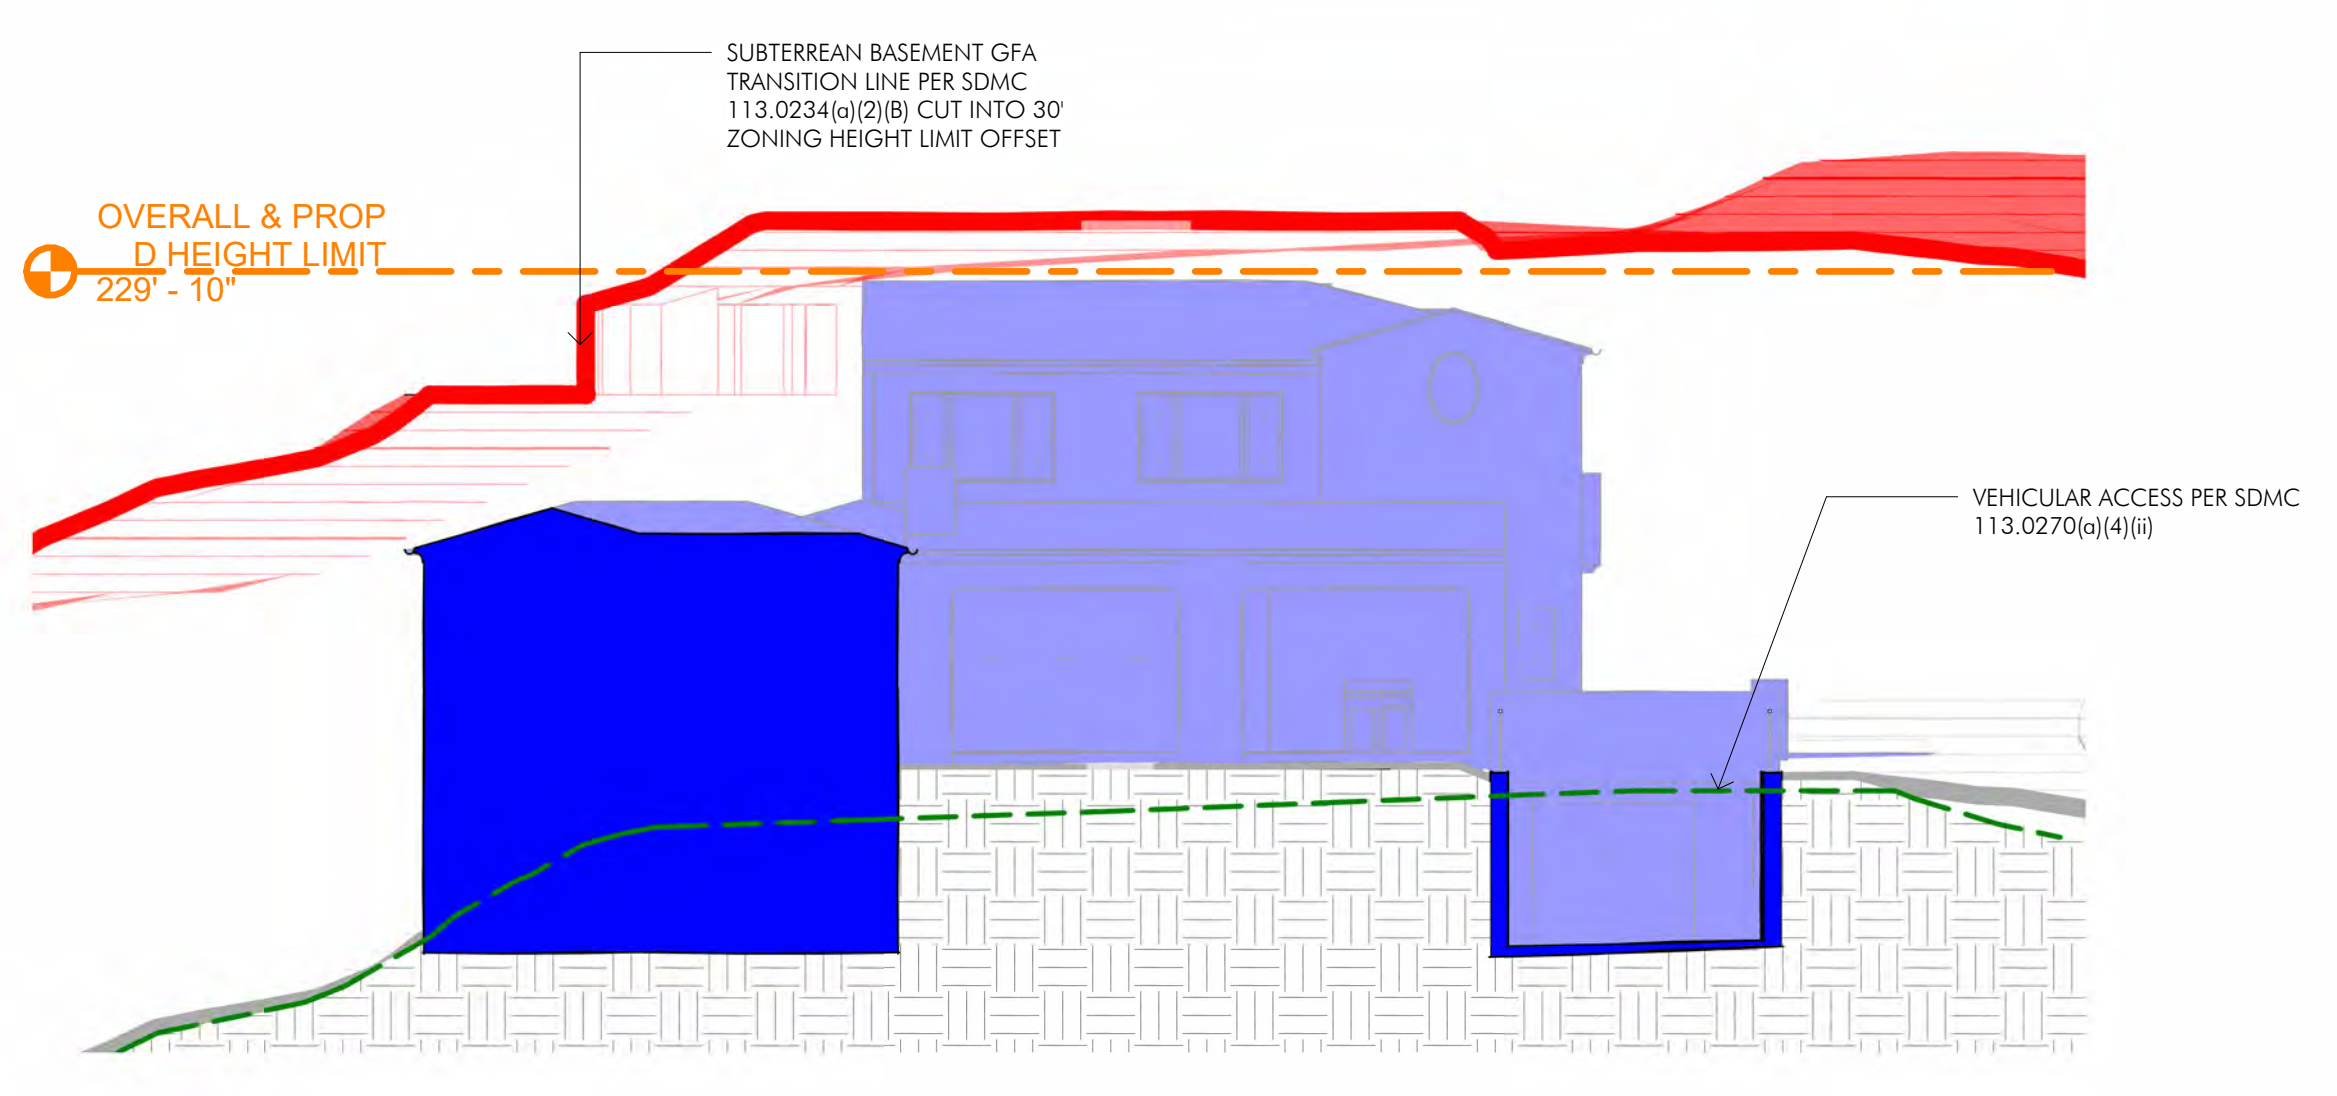 SUBTERREAN BASEMENT GFA
TRANSITION LINE PER SDMC
113.0234(a)(2)(B) CUT INTO 30'
ZONING HEIGHT LIMIT OFFSET
OVERALL & PROP
D HEIGHT LIMIT
229' - 10"
VEHICULAR ACCESS PER SDMC
113.0270(a)(4)(ii)